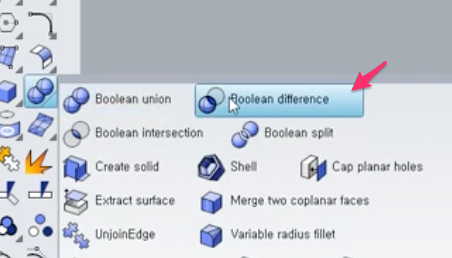 Boolean union Boolean difference
Boolean intersection Boolean split
Create solid Shell Cap planar holes
Extract surface Merge two coplanar faces
UnjoinEdge Variable radius fillet